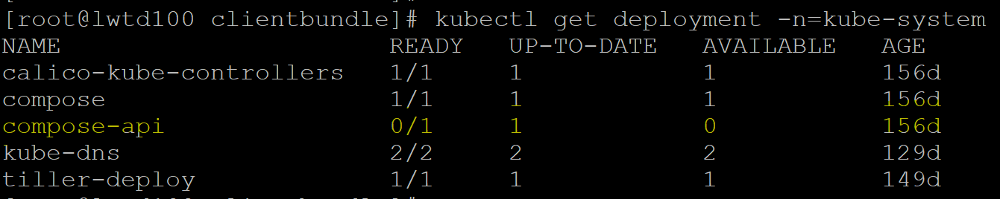 [root@lwtd100 clientbundle]# kubectl get deployment -n=kube-system
NAME READY UP-TO-DATE AVAILABLE AGE
calico-kube-controllers 1/1 1 1 156d
compose 1/1 1 1 156d
compose-api 0/1 1 0 156d
kube-dns 2/2 2 2 129d
tiller-deploy 1/1 1 1 149d